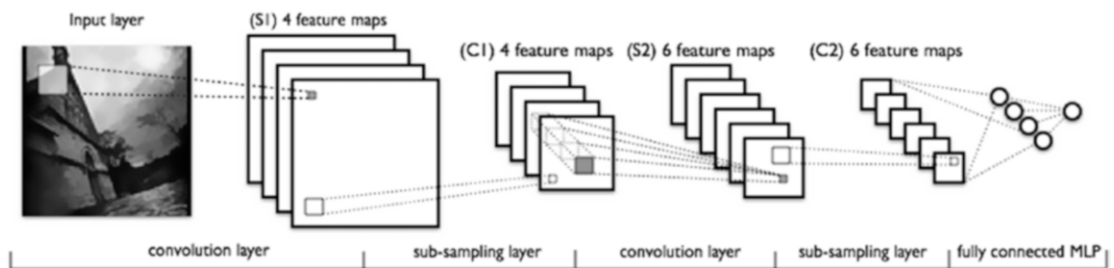 Input layer
(S1) 4 feature maps
(C1) 4 feature maps
(S2) 6 feature maps
(C2) 6 feature maps
convolution layer
sub-sampling layer
convolution layer
sub-sampling layer
fully connected MLP